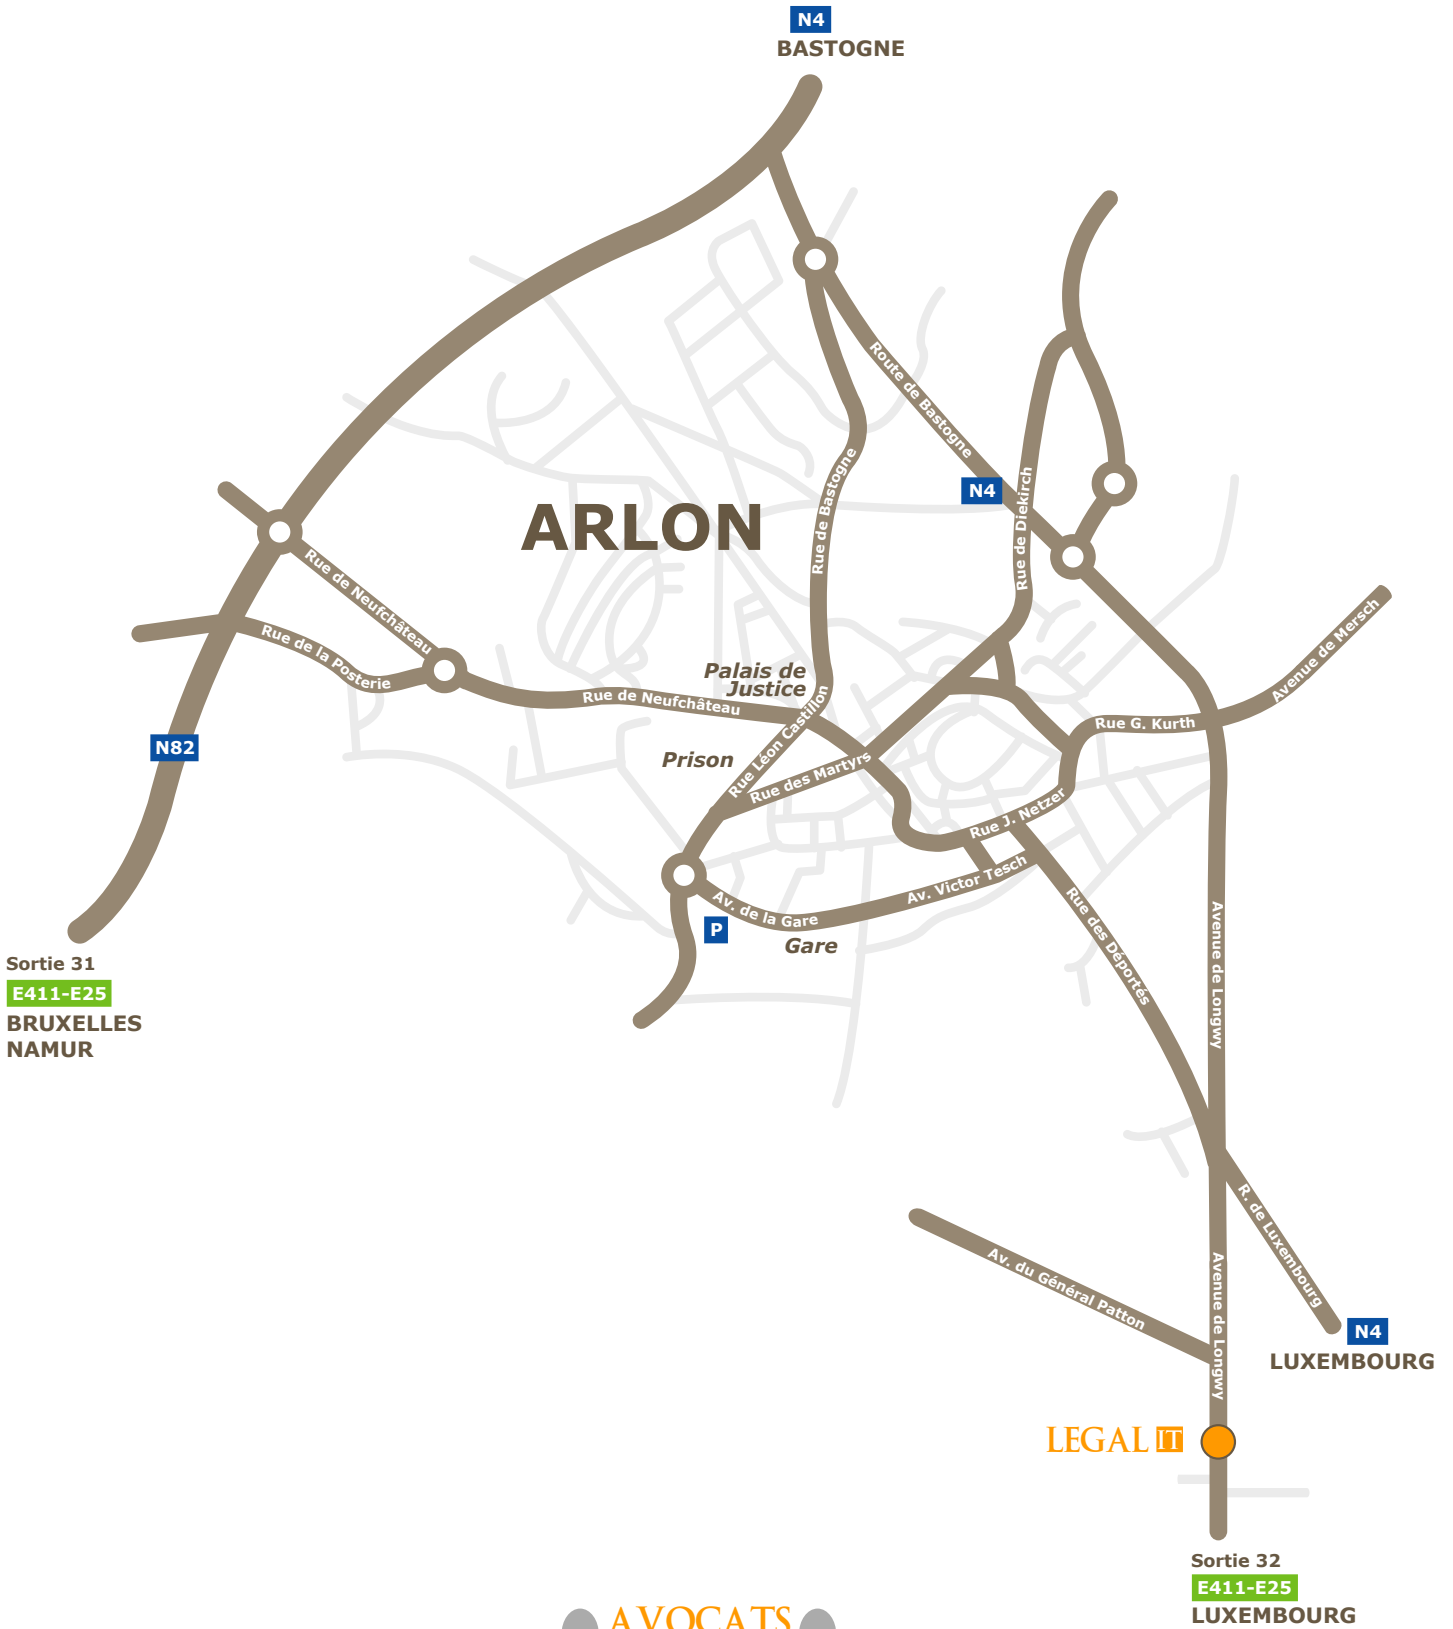 N4
BASTOGNE
Route de Bastogne
Rue de Bastogne
N4
Rue de Diekirch
ARLON
Rue de Neufchâteau
Rue de la Posterie
Avenue de Mersch
Palais de
Justice
Rue de Neufchâteau
Rue Léon Castillon
Rue G. Kurth
N82
Prison
Rue des Martyrs
Rue J. Netzer
Av. Victor Tesch
Av. de la Gare
P
Gare
Rue des Déportés
Avenue de Longwy
Sortie 31
E411-E25
BRUXELLES
NAMUR
R. de Luxembourg
Av. du Général Patton
Avenue de Longwy
N4
LUXEMBOURG
LEGAL IT
Sortie 32
E411-E25
LUXEMBOURG
AVOCATS